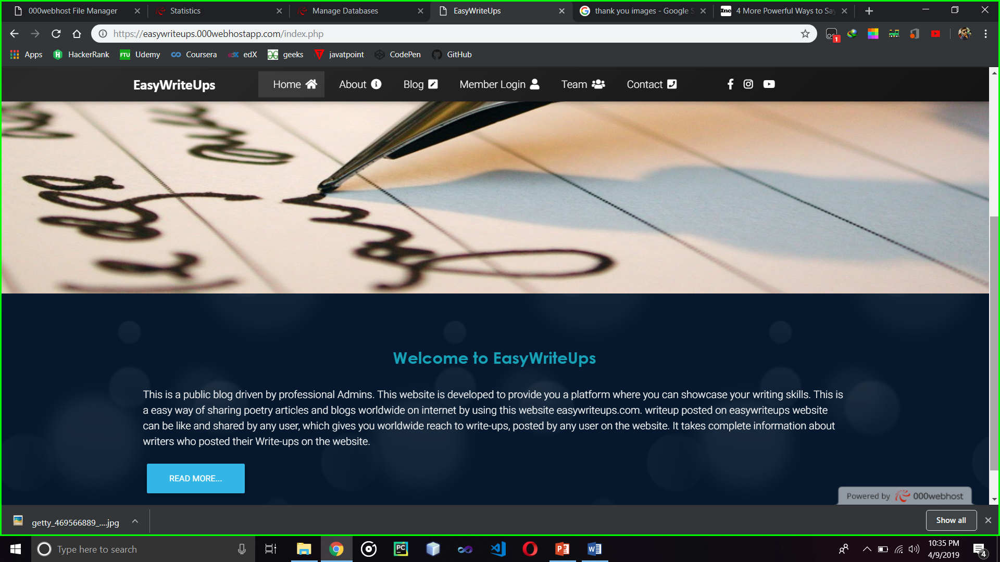 000webhost File Manager
Statistics
Manage Databases
EasyWriteUps
thank you images - Google S
Inc 4 More Powerful Ways to Say
https://easywriteups.000webhostapp.com/index.php
1
Apps
HackerRank
FTU Udemy
Coursera
edX edX
geeks
javatpoint
CodePen
GitHub
EasyWriteUps
Home
About
Blog
Member Login
Team
Contact
Welcome to EasyWriteUps
This is a public blog driven by professional Admins. This website is developed to provide you a platform where you can showcase your writing skills. This is
a easy way of sharing poetry articles and blogs worldwide on internet by using this website easywriteups.com. writeup posted on easywriteups website
can be like and shared by any user, which gives you worldwide reach to write-ups, posted by any user on the website. It takes complete information about
writers who posted their Write-ups on the website.
READ MORE...
Powered by 000webhost
getty_469566889_....jpg
Show all
Type here to search
PC
10:35 PM
4/9/2019
4